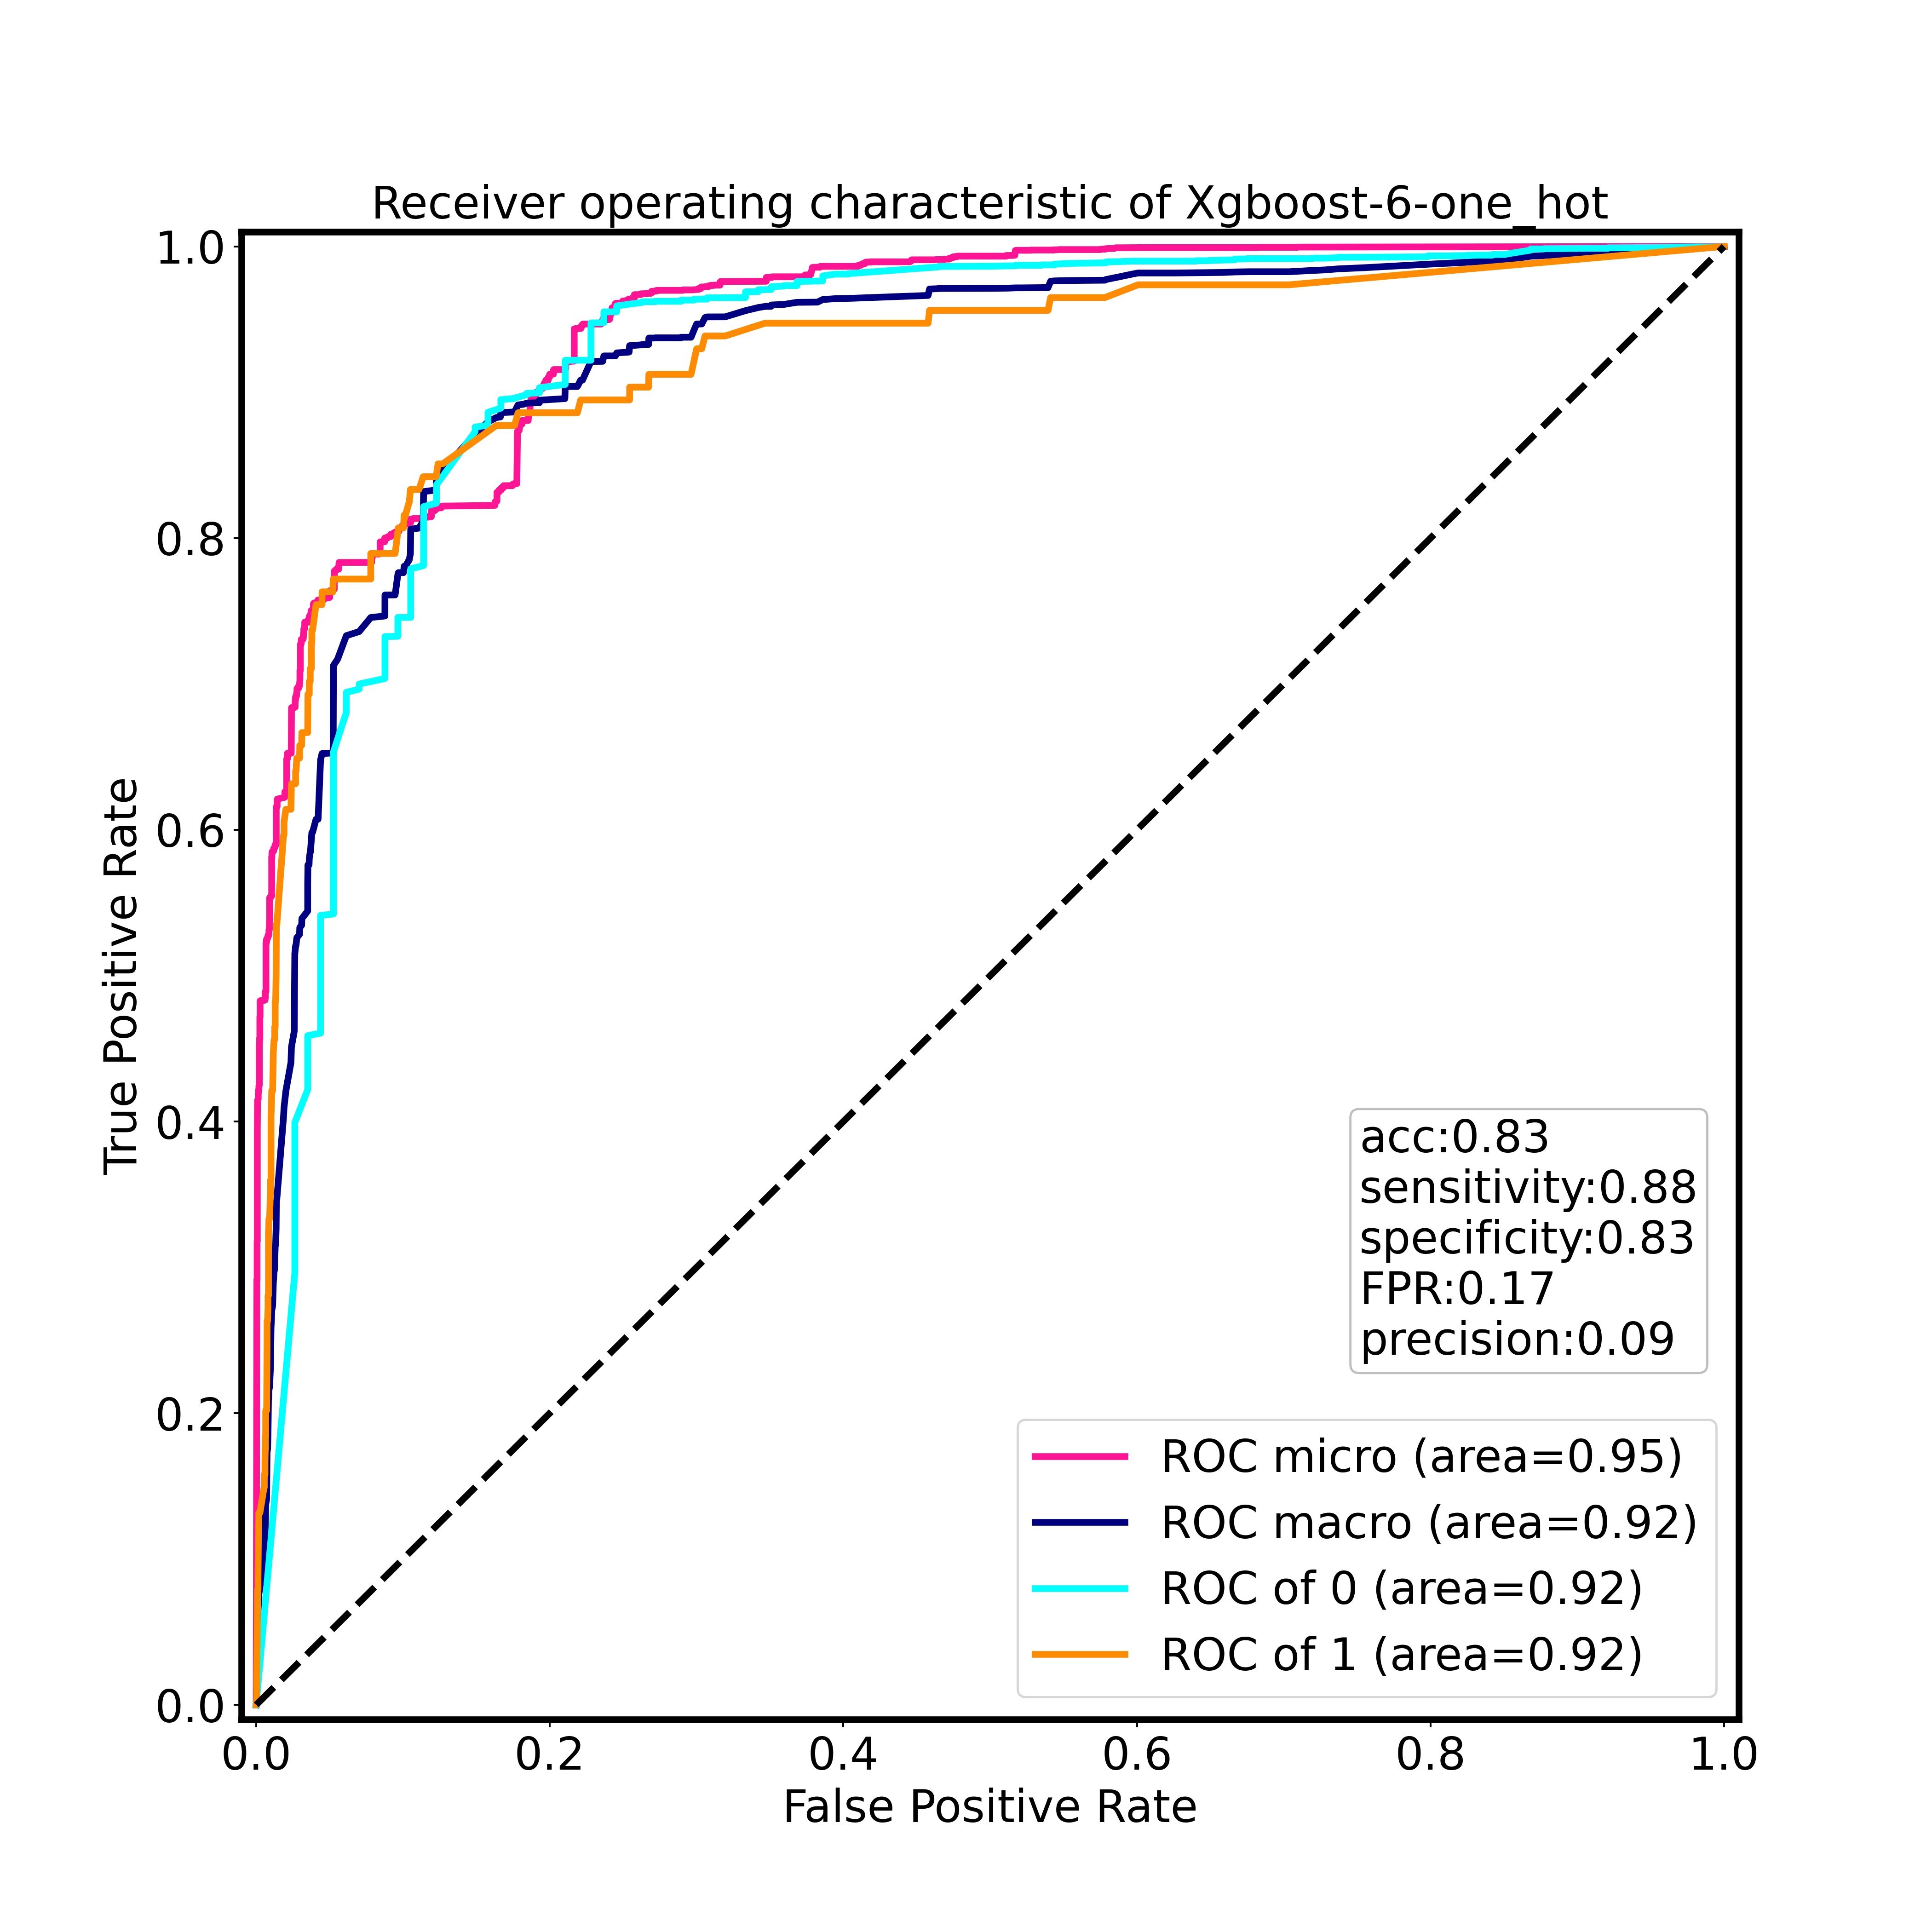 Receiver operating characteristic of Xgboost-6-one_hot
1.0
0.8
0.6
0.4
0.2
0.0
True Positive Rate
acc:0.83
sensitivity:0.88
specificity:0.83
FPR:0.17
precision:0.09
ROC micro (area=0.95)
ROC macro (area=0.92)
ROC of 0 (area=0.92)
ROC of 1 (area=0.92)
0.0 0.2 0.4 0.6 0.8 1.0
False Positive Rate